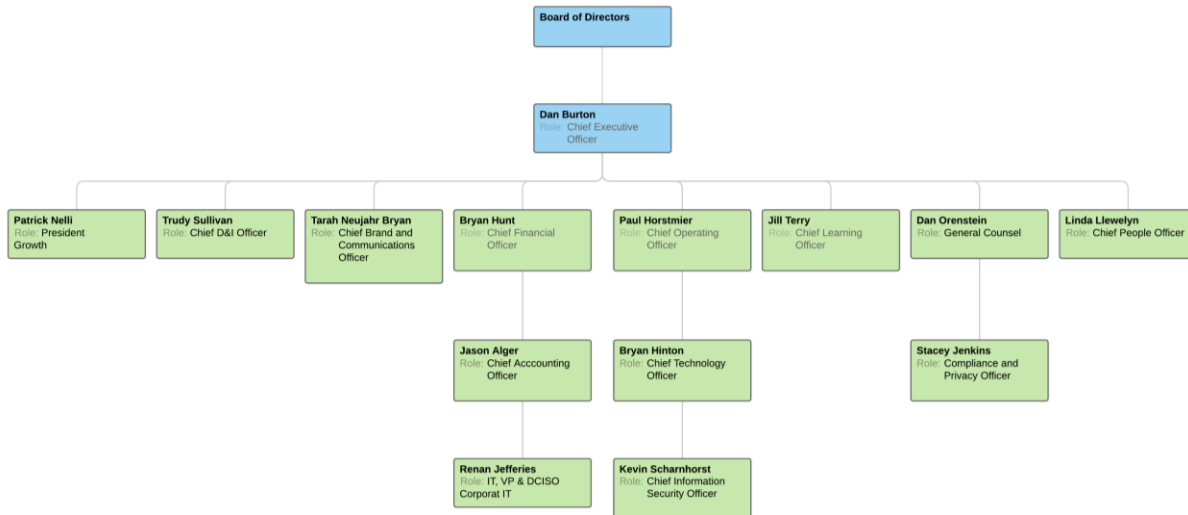 Board of Directors
Dan Burton
Role: Chief Executive
Officer
Patrick Nelli
Role: President
Growth
Trudy Sullivan
Role: Chief D&I Officer
Tarah Neujahr Bryan
Role: Chief Brand and
Communications
Officer
Bryan Hunt
Role: Chief Financial
Officer
Paul Horstmier
Role: Chief Operating
Officer
Jill Terry
Role: Chief Learning
Officer
Dan Orenstein
Role: General Counsel
Linda Llewelyn
Role: Chief People Officer
Jason Alger
Role: Chief Acccounting
Officer
Bryan Hinton
Role: Chief Technology
Officer
Stacey Jenkins
Role: Compliance and
Privacy Officer
Renan Jefferies
Role: IT, VP & DCISO
Corporat IT
Kevin Scharnhorst
Role: Chief Information
Security Officer